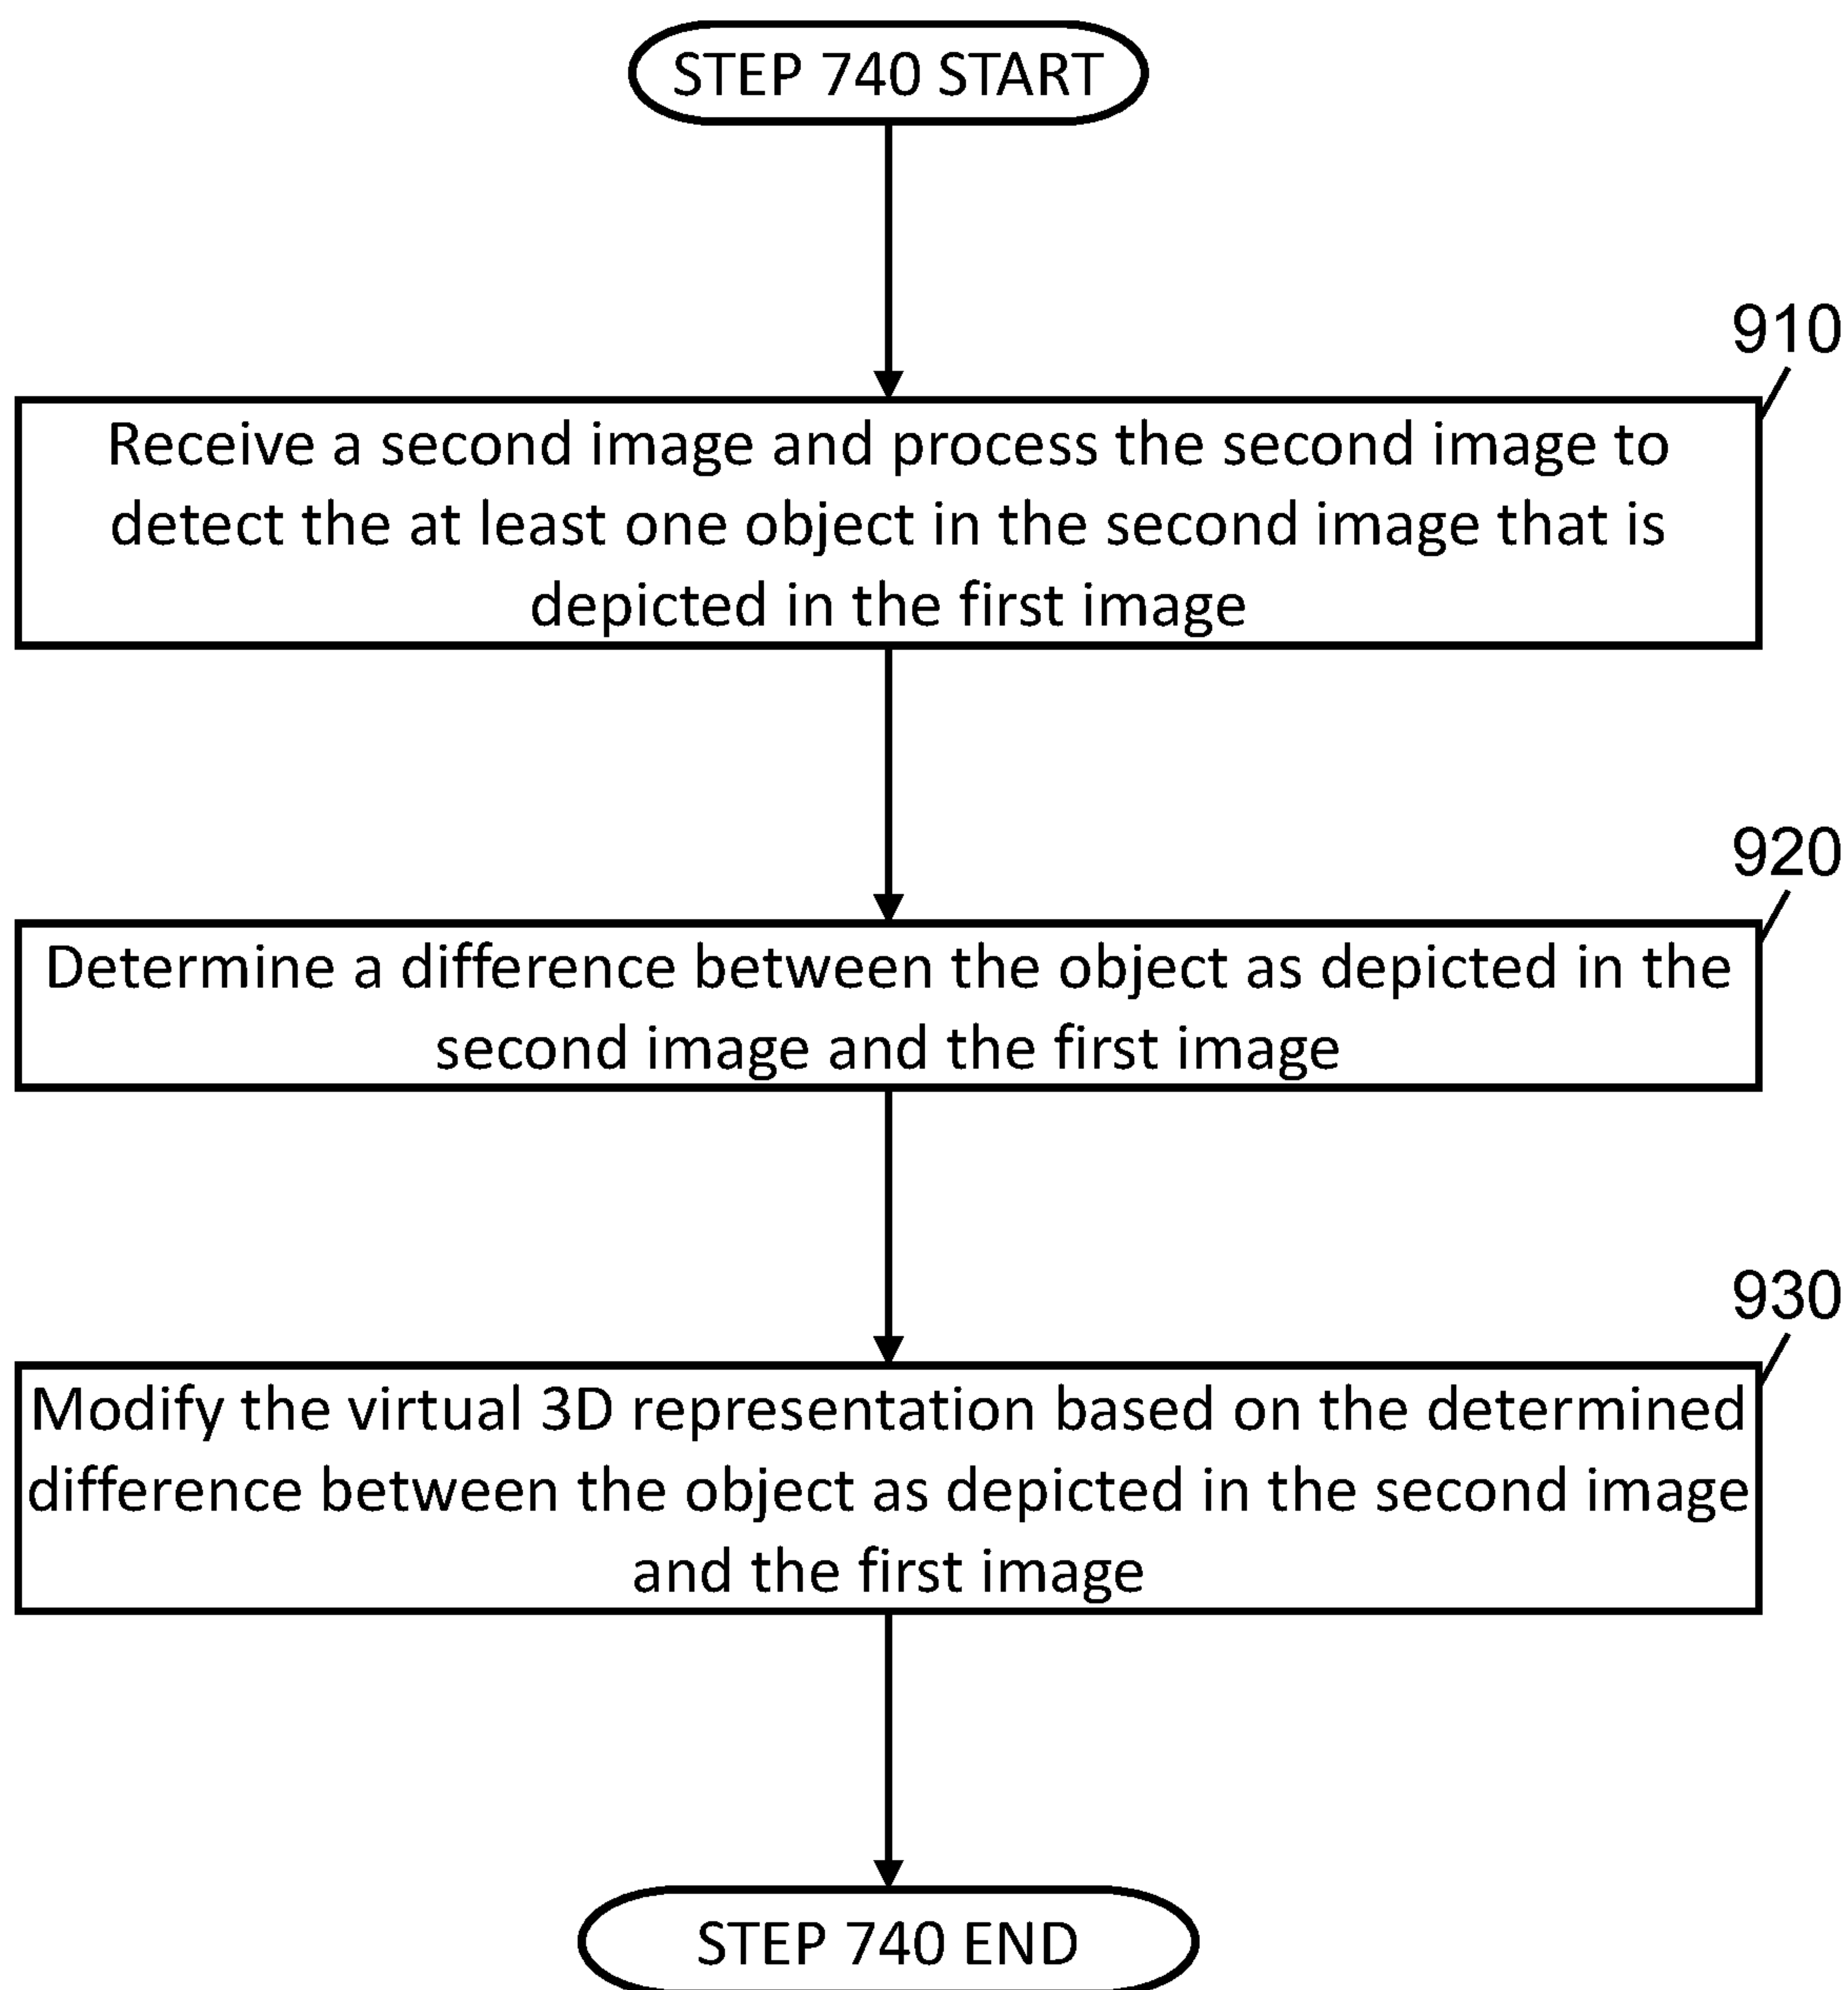 STEP 740 START
910
Receive a second image and process the second image to
detect the at least one object in the second image that is
depicted in the first image
920
Determine a difference between the object as depicted in the
second image and the first image
930
Modify the virtual 3D representation based on the determined
difference between the object as depicted in the second image
and the first image
STEP 740 END